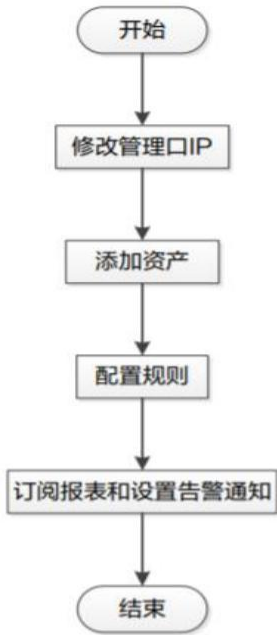 开始
修改管理口IP
添加资产
配置规则
订阅报表和设置告警通知
结束